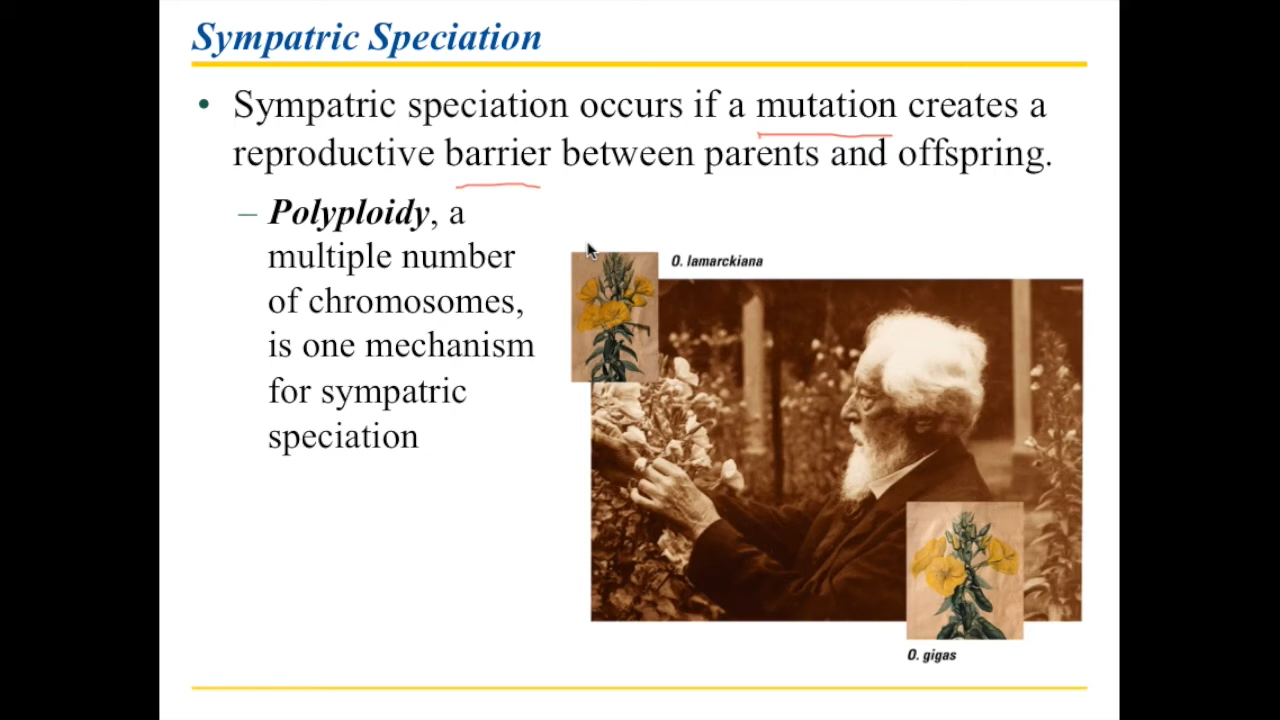 Sympatric Speciation
• Sympatric speciation occurs if a mutation creates a
reproductive barrier between parents and offspring.
– Polyploidy, a
multiple number
of chromosomes,
is one mechanism
for sympatric
speciation
O. lamarckiana
O. gigas